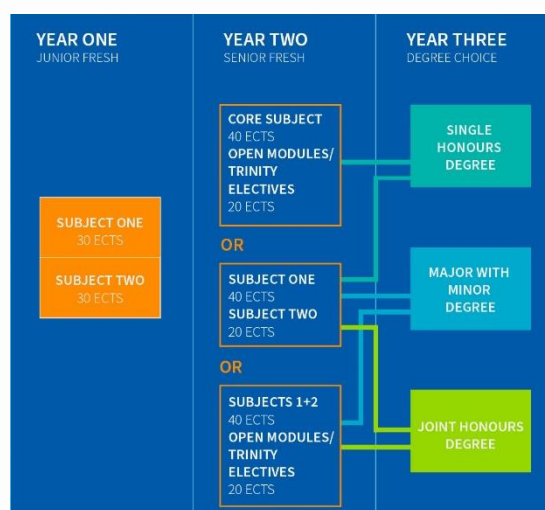 YEAR ONE
JUNIOR FRESH
YEAR TWO
SENIOR FRESH
YEAR THREE
DEGREE CHOICE
SUBJECT ONE
30 ECTS
SUBJECT TWO
30 ECTS
CORE SUBJECT
40 ECTS
OPEN MODULES/
TRINITY
ELECTIVES
20 ECTS
OR
SUBJECT ONE
40 ECTS
SUBJECT TWO
20 ECTS
OR
SUBJECTS 1+2
40 ECTS
OPEN MODULES/
TRINITY
ELECTIVES
20 ECTS
SINGLE
HONOURS
DEGREE
MAJOR WITH
MINOR
DEGREE
JOINT HONOURS
DEGREE